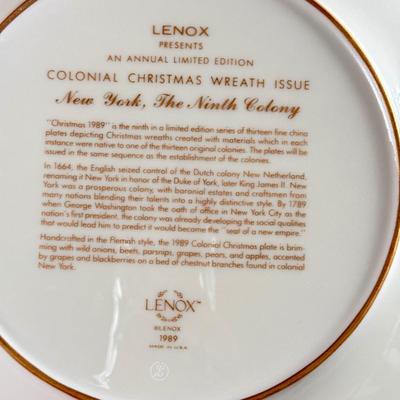 LENOX
PRESENTS
AN ANNUAL LIMITED EDITION
COLONIAL CHRISTMAS WREATH ISSUE
New York, The Ninth Colony
"Christmas 1989" is the ninth in a limited edition series of thirteen fine china
plates depicting Christmas wreaths created with materials which in each
instance were native to one of the thirteen original colonies. The plates will be
issued in the same sequence as the establishment of the colonies.
In 1664, the English seized control of the Dutch colony New Netherland,
renaming it New York in honor of the Duke of York, later King James II. New
York was a prosperous colony, with baronial estates and craftsmen from
many nations blending their talents into a highly distinctive style. By 1789
when George Washington took the oath of office in New York City as the
nation's first president, the colony was already developing the social qualities
that would lead him to predict it would become the "seat of a new empire."
Handcrafted in the Flemish style, the 1989 Colonial Christmas plate is brim-
ming with wild onions, beets, parsnips, grapes, pears, and apples, accented
by grapes and blackberries on a bed of chestnut branches found in colonial
New York.
LENOX™
©LENOX
1989
MADE IN U.S.A.